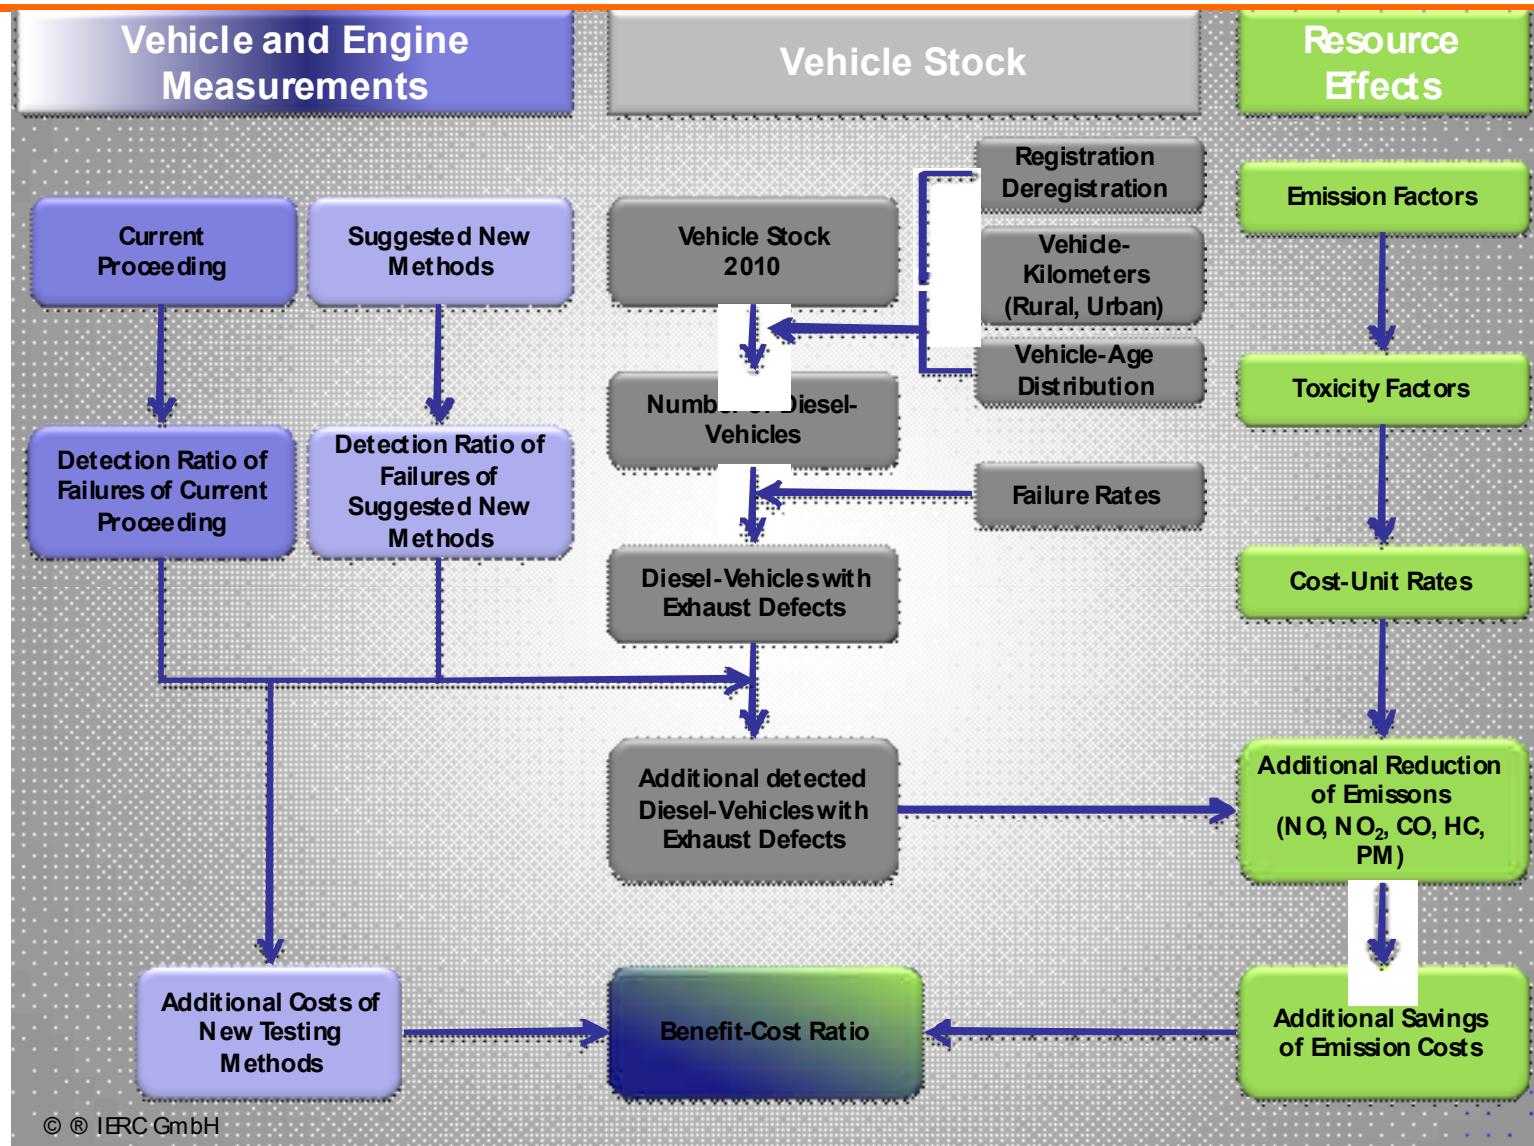 Vehicle and Engine
Measurements
Vehicle Stock
Resource
Effects
Current
Proceeding
Suggested New
Methods
Detection Ratio of
Failures of Current
Proceeding
Detection Ratio of
Failures of
Suggested New
Methods
Additional Costs of
New Testing
Methods
Vehicle Stock
2010
Registration
Deregistration
Vehicle-
Kilometers
(Rural, Urban)
Vehicle-Age
Distribution
Number of Diesel-
Vehicles
Failure Rates
Diesel-Vehicles with
Exhaust Defects
Additional detected
Diesel-Vehicles with
Exhaust Defects
Benefit-Cost Ratio
Emission Factors
Toxicity Factors
Cost-Unit Rates
Additional Reduction
of Emissons
(NO, NO₂, CO, HC,
PM)
Additional Savings
of Emission Costs
© ® IERC GmbH